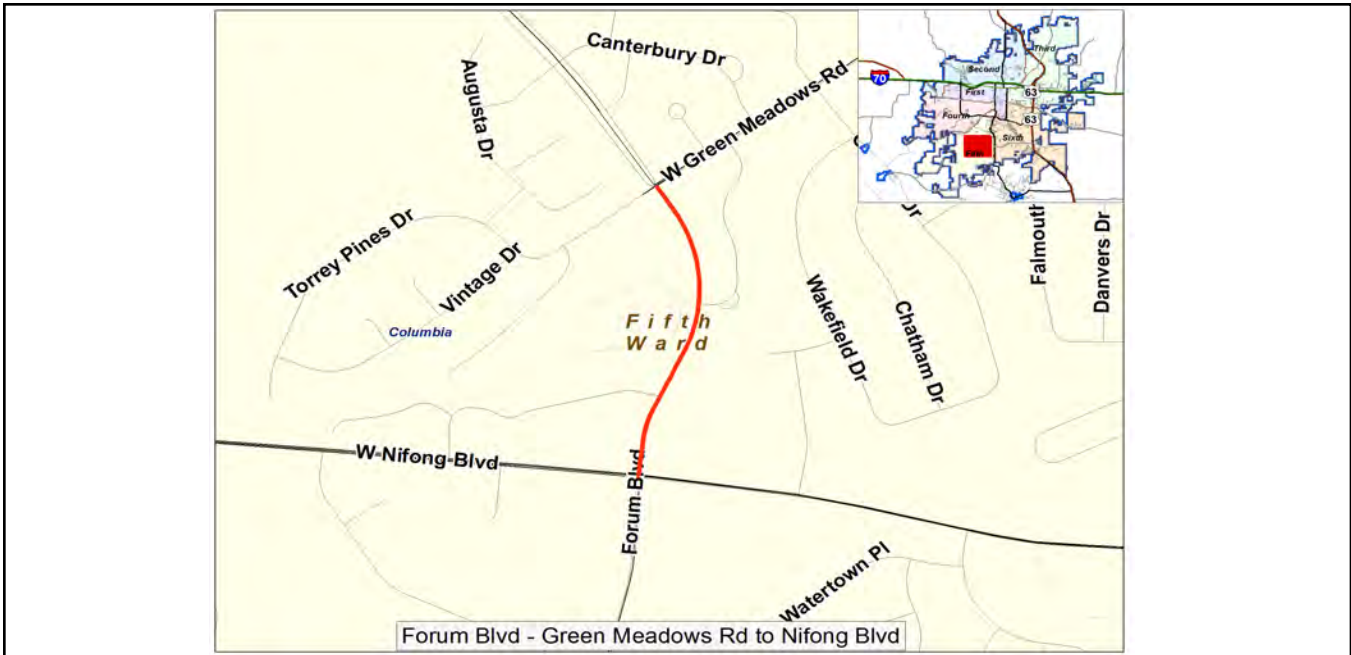 Canterbury Dr
Augusta Dr
W Green Meadows Rd
Torrey Pines Dr
Vintage Dr
Columbia
Fifth
Ward
Wakefield Dr
Chatham Dr
Dr
Falmouth
Danvers Dr
W Nifong Blvd
Forum Blvd
Watertown Pl
Forum Blvd - Green Meadows Rd to Nifong Blvd
Second
Third
70
First
63
Fourth
63
Sixth